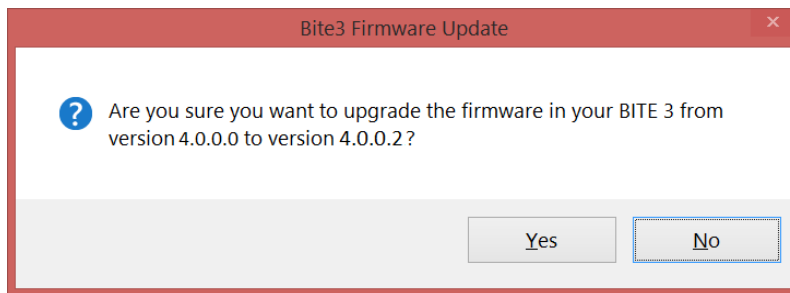 Bite3 Firmware Update
Are you sure you want to upgrade the firmware in your BITE 3 from
version 4.0.0.0 to version 4.0.0.2?
Yes
No